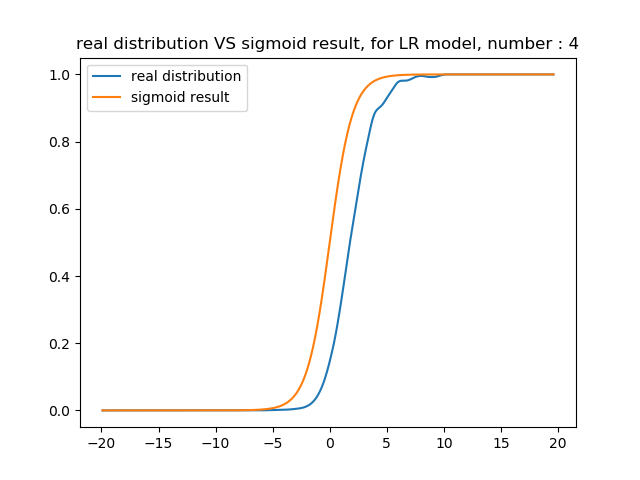 real distribution VS sigmoid result, for LR model, number : 4
real distribution
sigmoid result
1.0
0.8
0.6
0.4
0.2
0.0
−20 −15 −10 −5 0 5 10 15 20